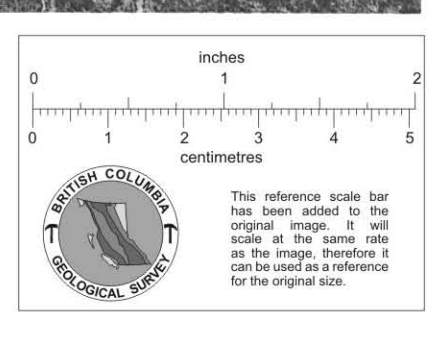 inches
0 1 2
0 1 2 3 4 5
centimetres
BRITISH COLUMBIA
GEOLOGICAL SURVEY
This reference scale bar
has been added to the
original image. It will
scale at the same rate
as the image, therefore it
can be used as a reference
for the original size.